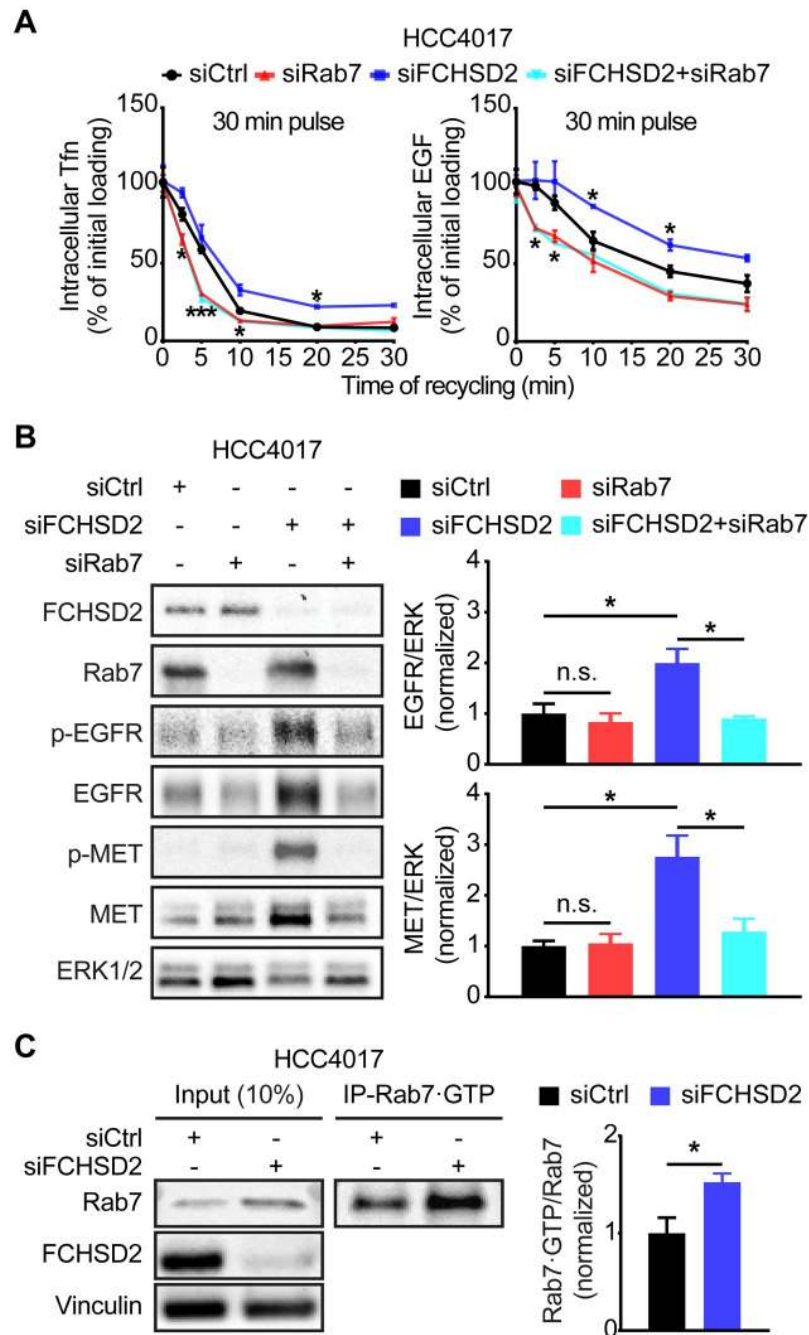 A
HCC4017
siCtrl siRab7 siFCHSD2 siFCHSD2+siRab7
30 min pulse 30 min pulse
Intracellular Tfn
(% of initial loading)
150
100
50
0
0 5 10 15 20 25 30
* *** * *
Intracellular EGF
(% of initial loading)
150
100
50
0
0 5 10 15 20 25 30
* * * *
Time of recycling (min)
B
HCC4017
siCtrl + - - -
siFCHSD2 - - + +
siRab7 - + - +
FCHSD2
Rab7
p-EGFR
EGFR
p-MET
MET
ERK1/2
siCtrl siRab7
siFCHSD2 siFCHSD2+siRab7
EGFR/ERK
(normalized)
4
3
2
1
0
n.s. * *
MET/ERK
(normalized)
4
3
2
1
0
n.s. * *
C
HCC4017
Input (10%) IP-Rab7·GTP
siCtrl + - + -
siFCHSD2 - + - +
Rab7
FCHSD2
Vinculin
siCtrl siFCHSD2
Rab7·GTP/Rab7
(normalized)
2
1
0
*